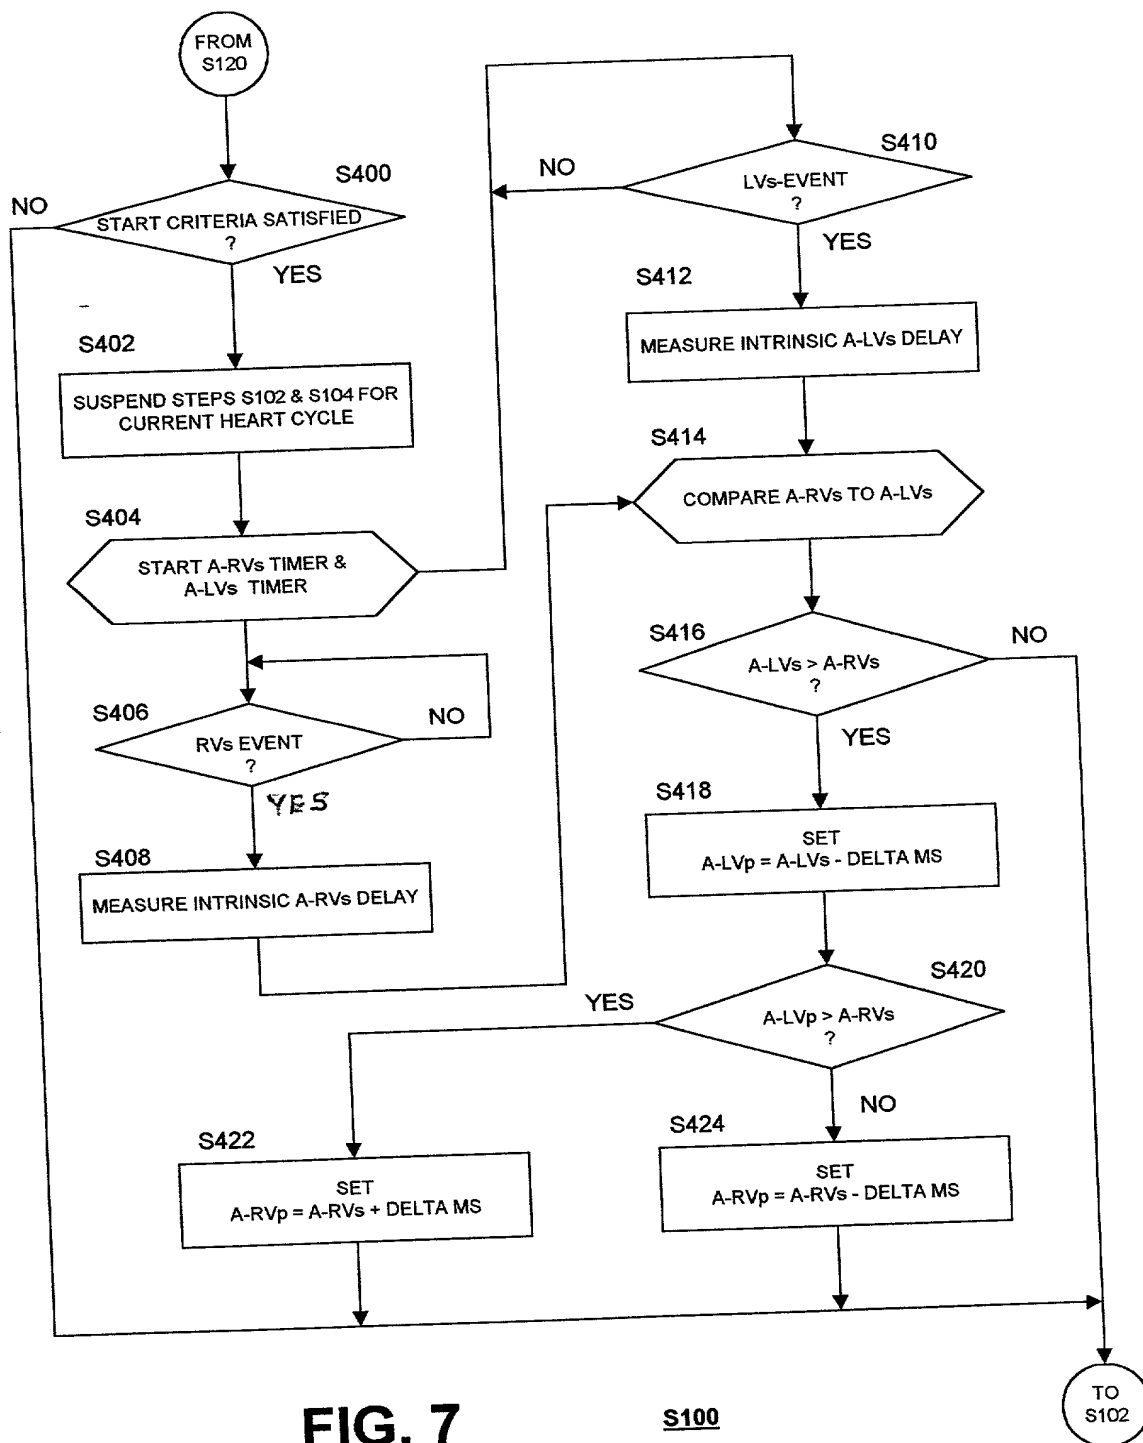 FROM
S120
S400
NO
START CRITERIA SATISFIED
?
YES
S402
SUSPEND STEPS S102 & S104 FOR
CURRENT HEART CYCLE
S404
START A-RVs TIMER &
A-LVs TIMER
S406
RVs EVENT
?
NO
YES
S408
MEASURE INTRINSIC A-RVs DELAY
S410
NO
LVs-EVENT
?
YES
S412
MEASURE INTRINSIC A-LVs DELAY
S414
COMPARE A-RVs TO A-LVs
S416
NO
A-LVs > A-RVs
?
YES
S418
SET
A-LVp = A-LVs - DELTA MS
S420
YES
A-LVp > A-RVs
?
NO
S422
SET
A-RVp = A-RVs + DELTA MS
S424
SET
A-RVp = A-RVs - DELTA MS
TO
S102
FIG. 7
S100